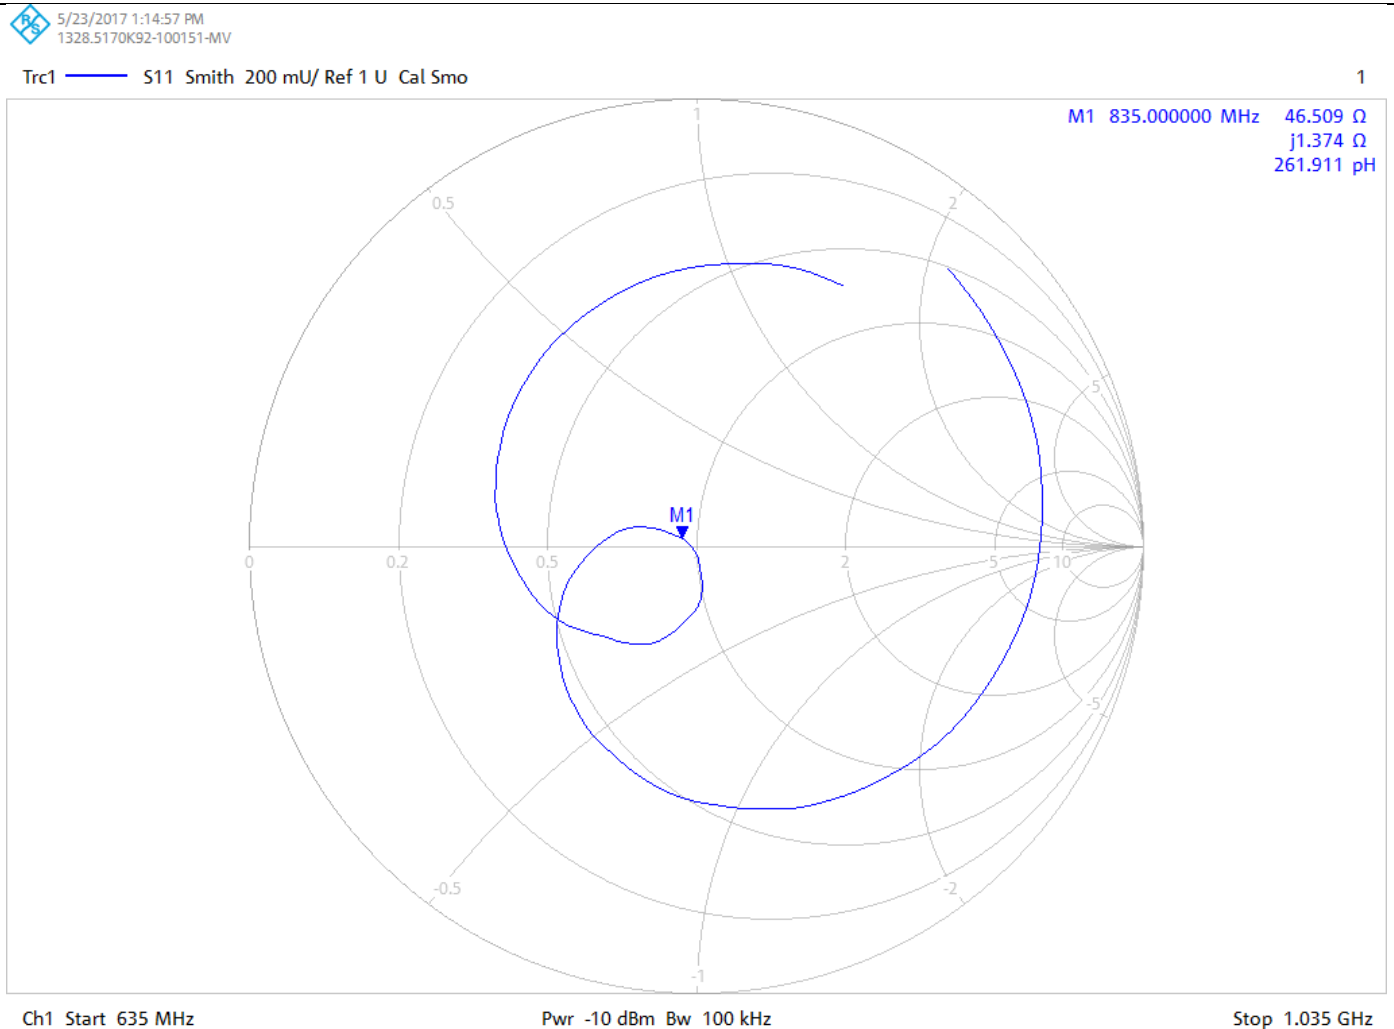 R&S
5/23/2017 1:14:57 PM
1328.5170K92-100151-MV
Trc1 S11 Smith 200 mU/ Ref 1 U Cal Smo 1
M1 835.000000 MHz 46.509 Ω
j1.374 Ω
261.911 pH
1
0.5 2
5
M1
0 0.2 0.5 2 5 10
-5
-0.5 -2
-1
Ch1 Start 635 MHz Pwr -10 dBm Bw 100 kHz Stop 1.035 GHz